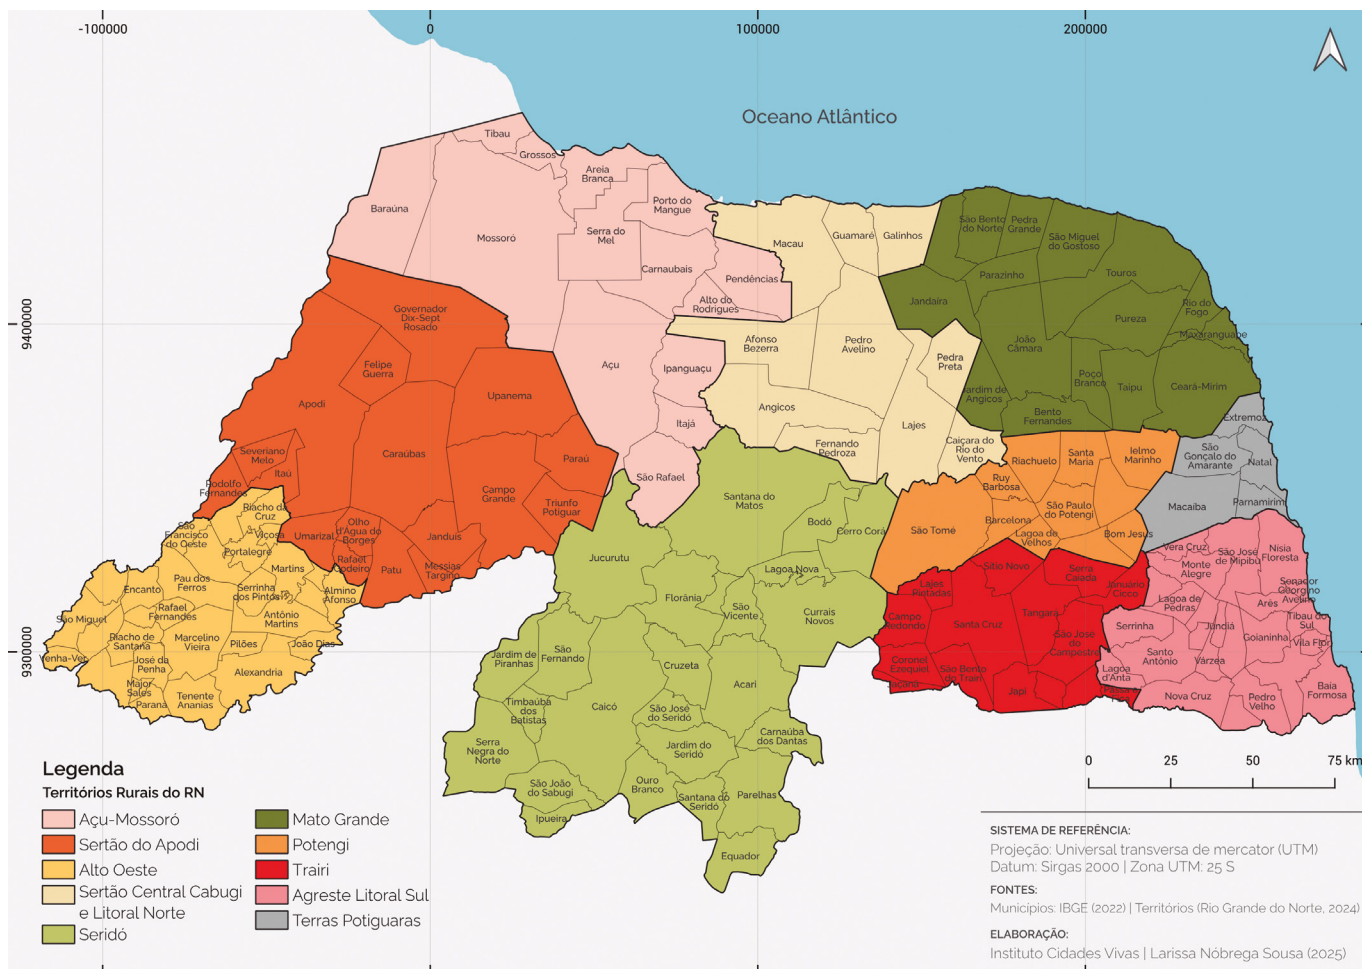 -100000
0
100000
200000
Oceano Atlântico
Tibau
Grossos
Areia
Branca
Porto do
Mangue
Baraúna
Mossoró
Serra do
Mel
Carnaubais
Pendências
Alto do
Rodrigues
Macau
Guamaré
Galinhos
São Bento
do Norte
Pedra
Grande
São Miguel
do Gostoso
Parazinho
Touros
Jandaíra
Rio do
Fogo
Pureza
Maxaranguape
João
Câmara
Poço
Branco
Taipu
Ceará-Mirim
Jardim de
Angicos
Bento
Fernandes
9400000
Governador
Dix-Sept
Rosado
Felipe
Guerra
Apodi
Upanema
Açu
Ipanguaçu
Itajá
São Rafael
Afonso
Bezerra
Pedro
Avelino
Pedra
Preta
Angicos
Fernando
Pedroza
Lajes
Caiçara do
Rio do
Vento
Extremoz
São
Gonçalo do
Amarante
Natal
Macaíba
Parnamirim
Severiano
Melo
Itaú
Rodolfo
Fernandes
Caraúbas
Paraú
Campo
Grande
Triunfo
Potiguar
Umarizal
Olho
d'Água do
Borges
Janduís
Rafael
Godeiro
Patu
Messias
Targino
Riachuelo
Santa
Maria
Ielmo
Marinho
Ruy
Barbosa
São Tomé
Barcelona
São Paulo
do Potengi
Lagoa de
Velhos
Bom Jesus
Riacho da
Cruz
São
Francisco
do Oeste
Viçosa
Portalegre
Martins
Encanto
Pau dos
Ferros
Serrinha
dos Pintos
Almino
Afonso
São Miguel
Rafael
Fernandes
Antônio
Martins
Riacho de
Santana
Marcelino
Vieira
Pilões
João Dias
Venha-Ver
José da
Penha
Alexandria
Major
Sales
Paraná
Tenente
Ananias
Santana do
Matos
Bodó
Cerro Corá
Jucurutu
Lagoa Nova
Florânia
São
Vicente
Currais
Novos
Jardim de
Piranhas
São
Fernando
Cruzeta
Acari
Timbaúba
dos
Batistas
Caicó
São José
do Seridó
Carnaúba
dos Dantas
Serra
Negra do
Norte
Jardim do
Seridó
São João
do Sabugi
Ouro
Branco
Santana do
Seridó
Parelhas
Ipueira
Equador
Sítio Novo
Serra
Caiada
Januário
Cicco
Lajes
Pintadas
Campo
Redondo
Santa Cruz
Tangará
São José
do
Campestre
Coronel
Ezequiel
São Bento
do Trairi
Jaçanã
Japi
Vera Cruz
São José
de Mipibu
Nísia
Floresta
Monte
Alegre
Senador
Georgino
Avelino
Lagoa de
Pedras
Arês
Tibau do
Sul
Serrinha
Jundiá
Goianinha
Vila Flor
Santo
Antônio
Várzea
Lagoa
d'Anta
Nova Cruz
Pedro
Velho
Baía
Formosa
9300000
Legenda
Territórios Rurais do RN
Açu-Mossoró
Sertão do Apodi
Alto Oeste
Sertão Central Cabugi
e Litoral Norte
Seridó
Mato Grande
Potengi
Trairi
Agreste Litoral Sul
Terras Potiguaras
0
25
50
75 km
SISTEMA DE REFERÊNCIA:
Projeção: Universal transversa de mercator (UTM)
Datum: Sirgas 2000 | Zona UTM: 25 S
FONTES:
Municípios: IBGE (2022) | Territórios (Rio Grande do Norte, 2024)
ELABORAÇÃO:
Instituto Cidades Vivas | Larissa Nóbrega Sousa (2025)